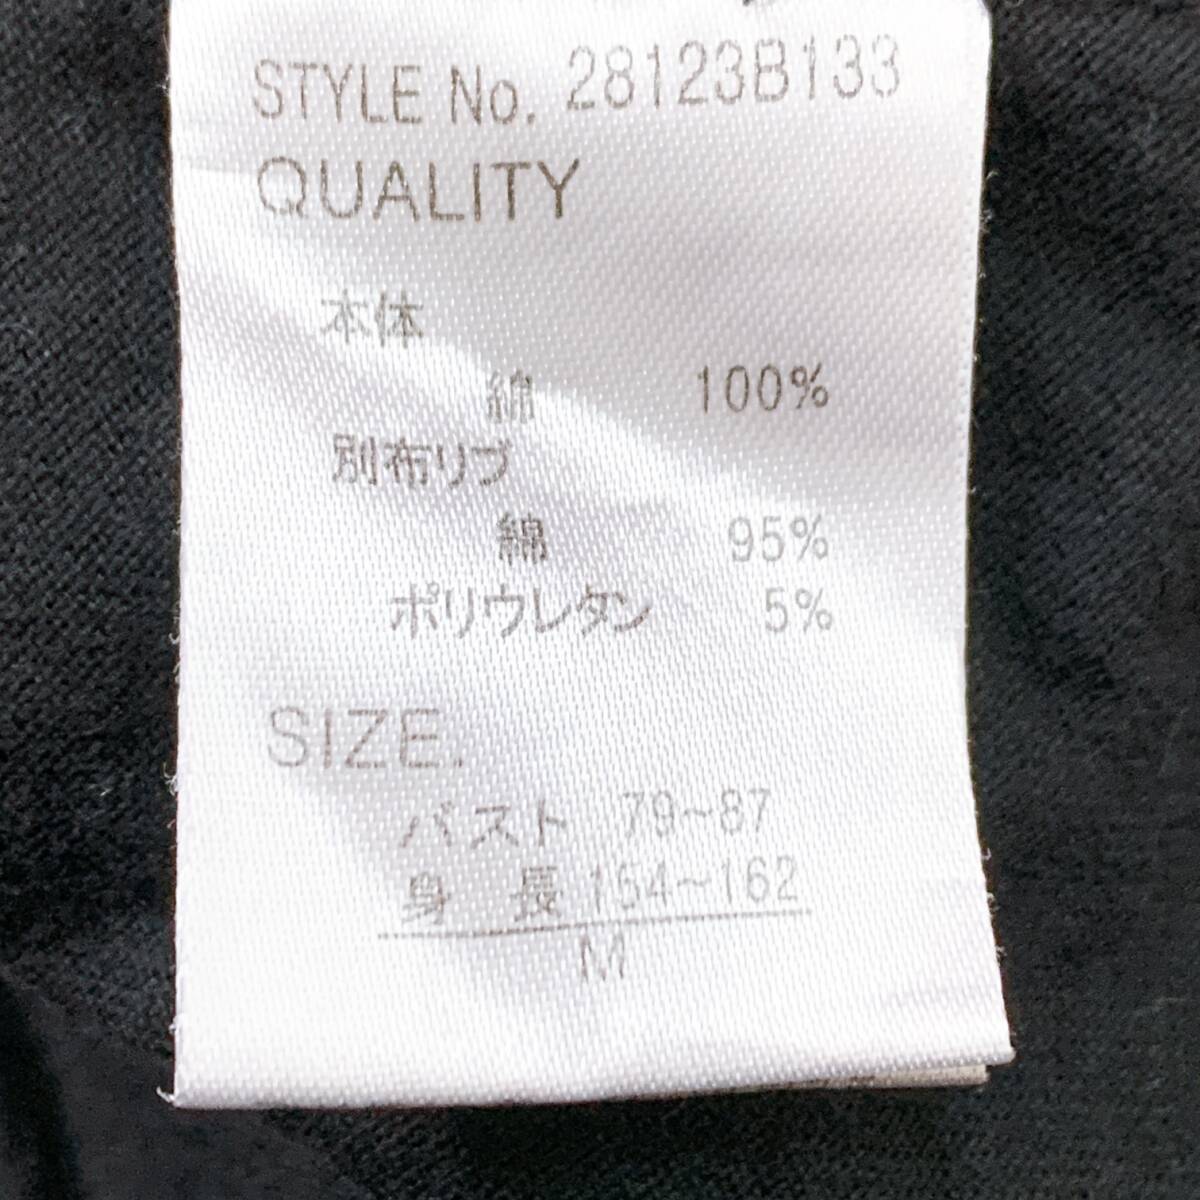 STYLE No. 28123B133
QUALITY
本体
綿 100%
別布リブ
綿 95%
ポリウレタン 5%
SIZE.
バスト 79~87
身 長 154~162
M